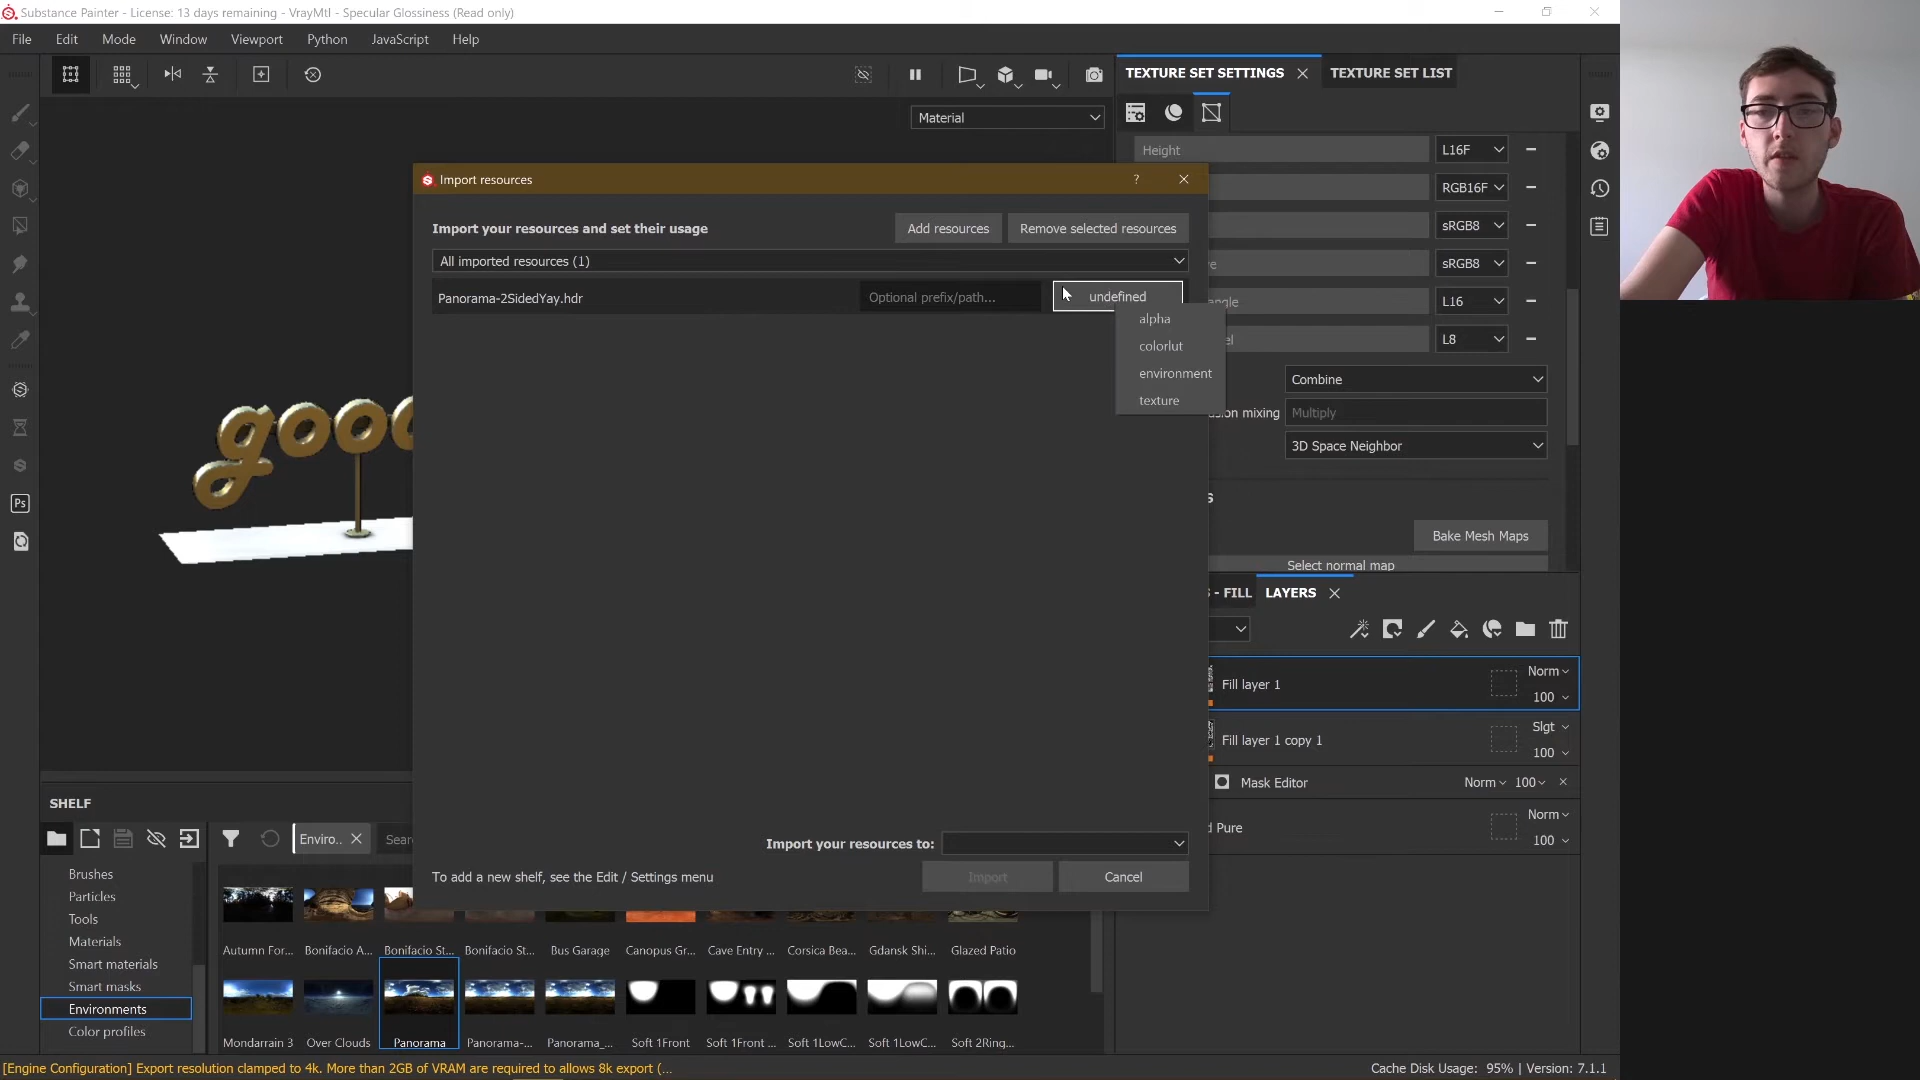 Substance Painter - License: 13 days remaining - VrayMtl - Specular Glossiness (Read only)
File Edit Mode Window Viewport Python JavaScript Help
TEXTURE SET SETTINGS TEXTURE SET LIST
Material
Height L16F
RGB16F
sRGB8
sRGB8
L16
L8
Import resources
?
Import your resources and set their usage
Add resources
Remove selected resources
All imported resources (1)
Panorama-2SidedYay.hdr
Optional prefix/path...
undefined
alpha
colorlut
environment
texture
Combine
mixing Multiply
3D Space Neighbor
Bake Mesh Maps
Select normal map
good
Ps
- FILL LAYERS
Fill layer 1 Norm 100
Fill layer 1 copy 1 Slgt 100
Mask Editor Norm 100
Pure Norm 100
Import your resources to:
To add a new shelf, see the Edit / Settings menu
Import Cancel
SHELF
Enviro..
Brushes
Particles
Tools
Materials
Smart materials
Smart masks
Environments
Color profiles
Autumn For... Bonifacio A... Bonifacio St... Bonifacio St... Bus Garage Canopus Gr... Cave Entry ... Corsica Bea... Gdansk Shi... Glazed Patio
Mondarrain 3 Over Clouds Panorama Panorama-... Panorama_... Soft 1Front Soft 1Front ... Soft 1LowC... Soft 1LowC... Soft 2Ring...
[Engine Configuration] Export resolution clamped to 4k. More than 2GB of VRAM are required to allows 8k export (...
Cache Disk Usage: 95% | Version: 7.1.1